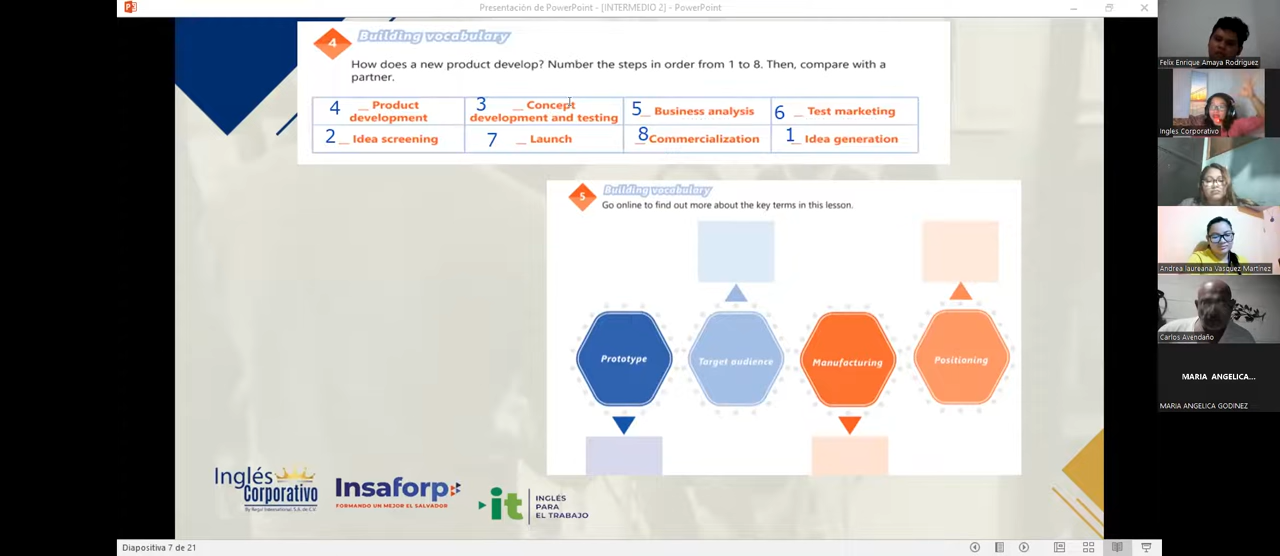 Presentación de PowerPoint - [INTERMEDIO 2] - PowerPoint
4 Building vocabulary
How does a new product develop? Number the steps in order from 1 to 8. Then, compare with a
partner.
4 __ Product development
3 __ Concept development and testing
5 __ Business analysis
6 __ Test marketing
2 __ Idea screening
7 __ Launch
8 __ Commercialization
1 __ Idea generation
5 Building vocabulary
Go online to find out more about the key terms in this lesson.
Prototype
Target audience
Manufacturing
Positioning
Inglés
Corporativo
Insaforp
FORMANDO UN MEJOR EL SALVADOR
it
INGLÉS
PARA
EL TRABAJO
Diapositiva 7 de 21
Felix Enrique Amaya Rodriguez
Ingles Corporativo
Andrea laureana Vasquez Martinez
Carlos Avendaño
MARIA ANGELICA...
MARIA ANGELICA GODINEZ